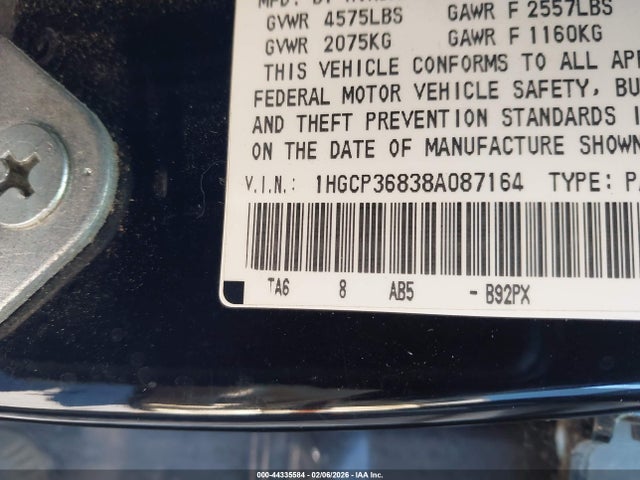 GVWR 4575LBS GAWR F 2557LBS
GVWR 2075KG GAWR F 1160KG
THIS VEHICLE CONFORMS TO ALL APP
FEDERAL MOTOR VEHICLE SAFETY, BU
AND THEFT PREVENTION STANDARDS I
ON THE DATE OF MANUFACTURE SHOWN
V.I.N.: 1HGCP36838A087164 TYPE: PA
TA6 8 AB5 - B92PX
000-44335584 | 02/06/2026 | IAA Inc.